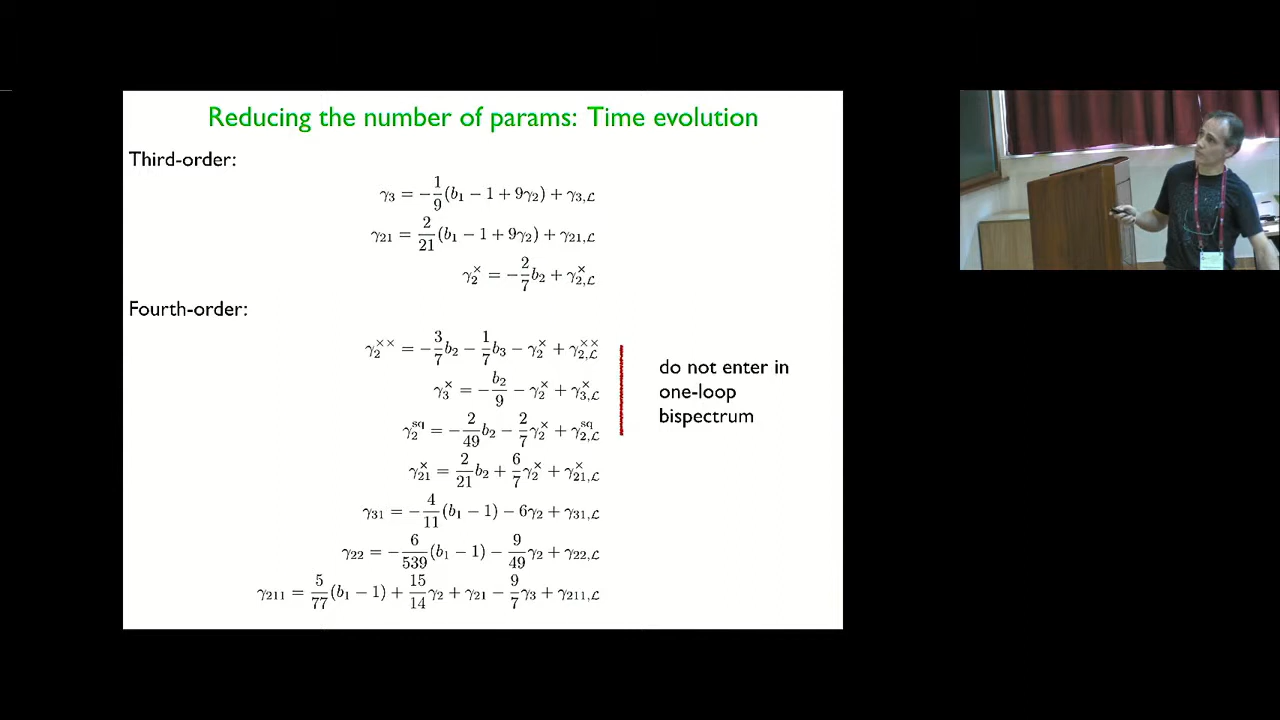 Reducing the number of params: Time evolution
Third-order:
γ₃ = −1/9(b₁ − 1 + 9γ₂) + γ₃,ℒ
γ₂₁ = 2/21(b₁ − 1 + 9γ₂) + γ₂₁,ℒ
γ₂^× = −2/7 b₂ + γ₂,ℒ^×
Fourth-order:
γ₂^×× = −3/7 b₂ − 1/7 b₃ − γ₂^× + γ₂,ℒ^××
γ₃^× = −b₂/9 − γ₂^× + γ₃,ℒ^×
γ₂^sq = −2/49 b₂ − 2/7 γ₂^× + γ₂,ℒ^sq
do not enter in
one-loop
bispectrum
γ₂₁^× = 2/21 b₂ + 6/7 γ₂^× + γ₂₁,ℒ^×
γ₃₁ = −4/11(b₁ − 1) − 6γ₂ + γ₃₁,ℒ
γ₂₂ = −6/539(b₁ − 1) − 9/49 γ₂ + γ₂₂,ℒ
γ₂₁₁ = 5/77(b₁ − 1) + 15/14 γ₂ + γ₂₁ − 9/7 γ₃ + γ₂₁₁,ℒ